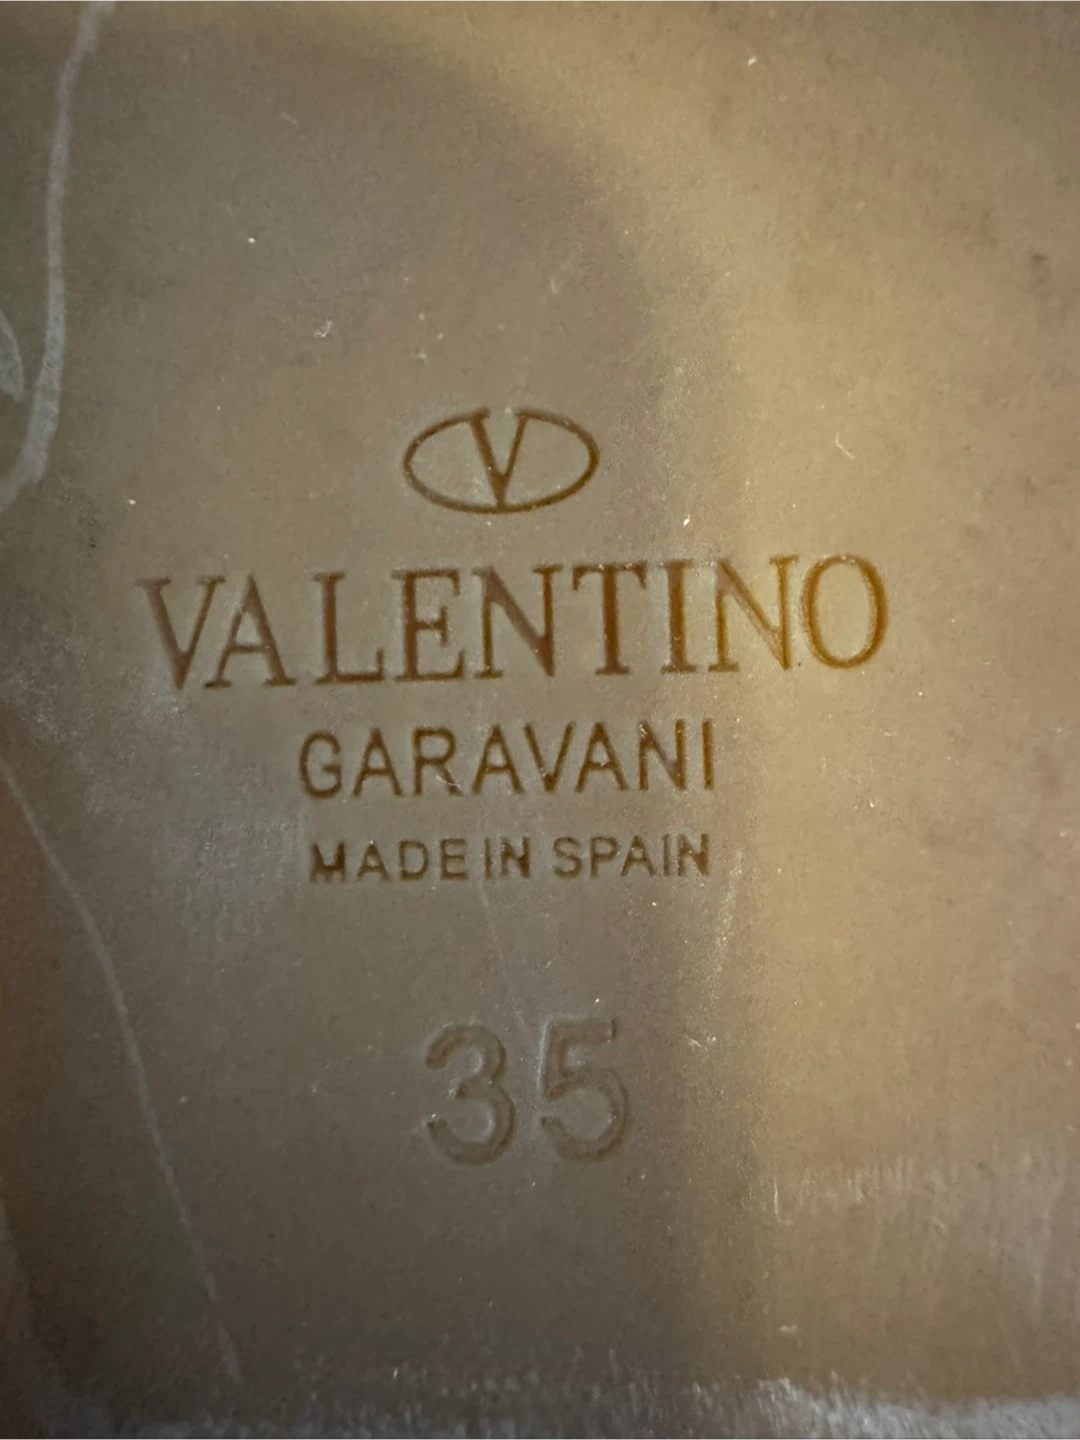 V
VALENTINO
GARAVANI
MADE IN SPAIN
35